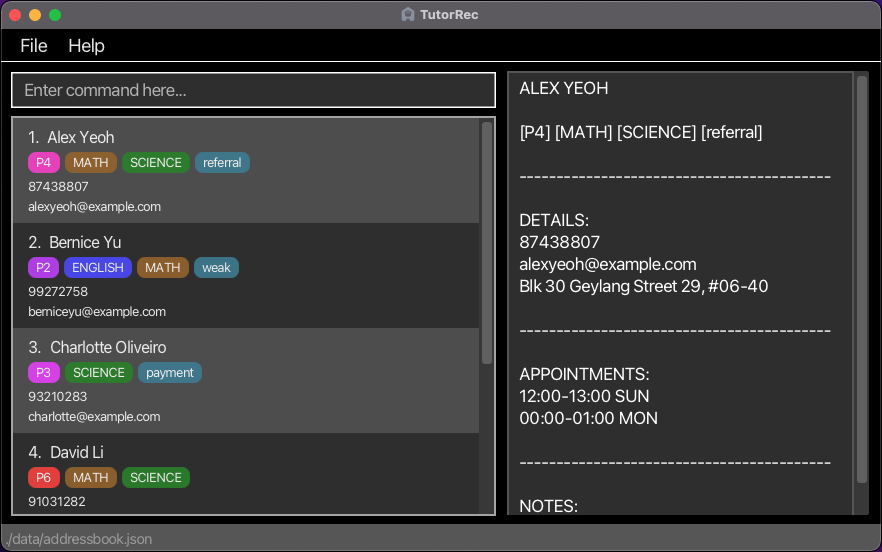 TutorRec
File Help
Enter command here...
1. Alex Yeoh
P4 MATH SCIENCE referral
87438807
alexyeoh@example.com
2. Bernice Yu
P2 ENGLISH MATH weak
99272758
berniceyu@example.com
3. Charlotte Oliveiro
P3 SCIENCE payment
93210283
charlotte@example.com
4. David Li
P6 MATH SCIENCE
91031282
ALEX YEOH
[P4] [MATH] [SCIENCE] [referral]
------------------------------------------
DETAILS:
87438807
alexyeoh@example.com
Blk 30 Geylang Street 29, #06-40
------------------------------------------
APPOINTMENTS:
12:00-13:00 SUN
00:00-01:00 MON
------------------------------------------
NOTES:
./data/addressbook.json